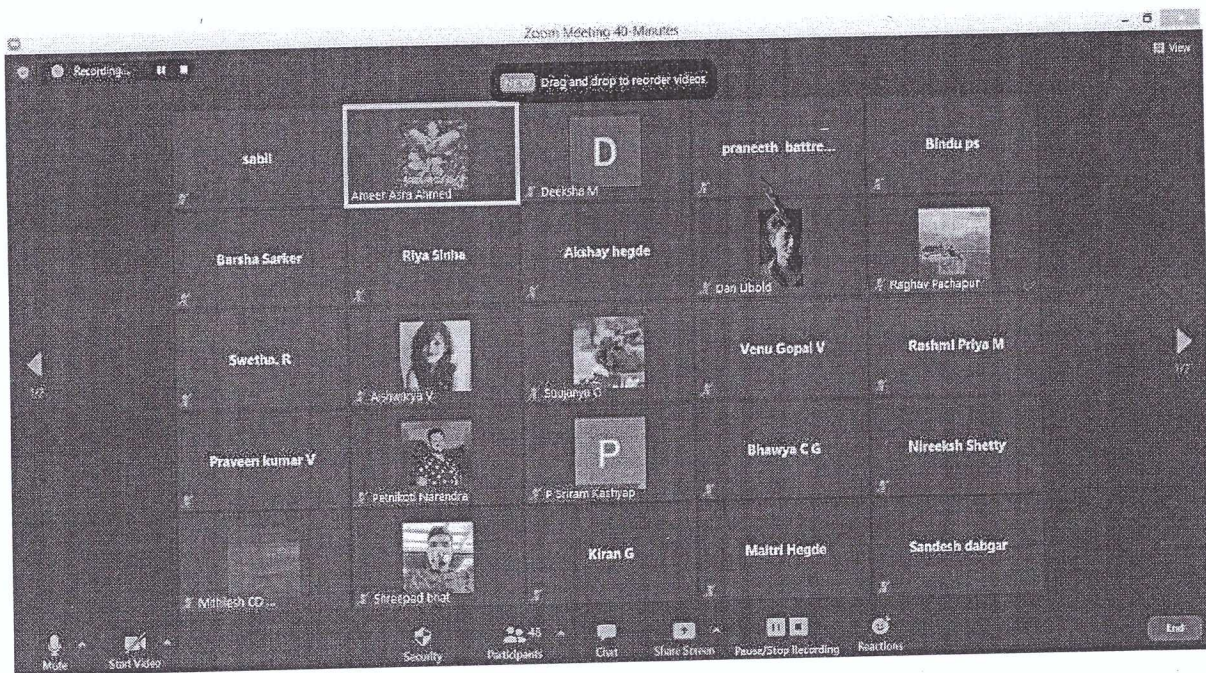 Zoom Meeting 40-Minutes
Recording...
View
NEW Drag and drop to reorder videos
sabil
Ameer Asra Ahmed
D
Deeksha M
praneeth battre...
Bindu ps
Barsha Sarker
Riya Sinha
Akshay hegde
Dan Ubold
Raghav Pachapur
Swetha. R
Aishwarya V
Soujanya G
Venu Gopal V
Rashmi Priya M
1/2
1/2
Praveen kumar V
Petnikoti Narendra
P
P Sriram Kashyap
Bhavya C G
Nireeksh Shetty
Mithilesh CD ...
Shreepad bhat
Kiran G
Maitri Hegde
Sandesh dabgar
Mute
Start Video
Security
48
Participants
Chat
Share Screen
Pause/Stop Recording
Reactions
End